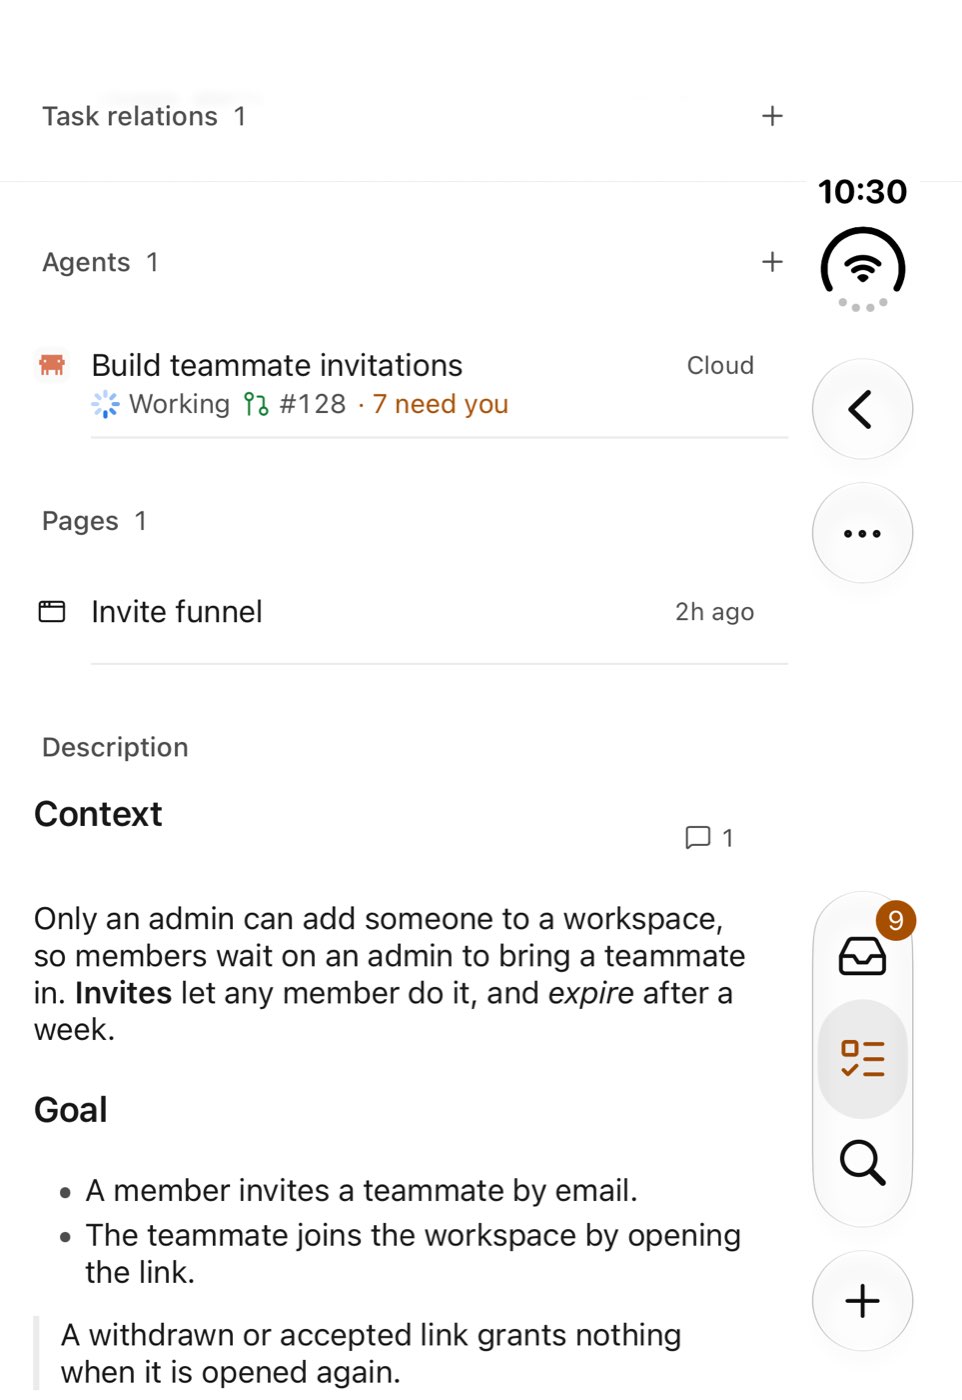 Task relations 1
10:30
Agents 1
Build teammate invitations
Cloud
Working #128 · 7 need you
Pages 1
Invite funnel
2h ago
Description
Context
1
Only an admin can add someone to a workspace,
so members wait on an admin to bring a teammate
in. Invites let any member do it, and expire after a
week.
9
Goal
A member invites a teammate by email.
The teammate joins the workspace by opening
the link.
A withdrawn or accepted link grants nothing
when it is opened again.